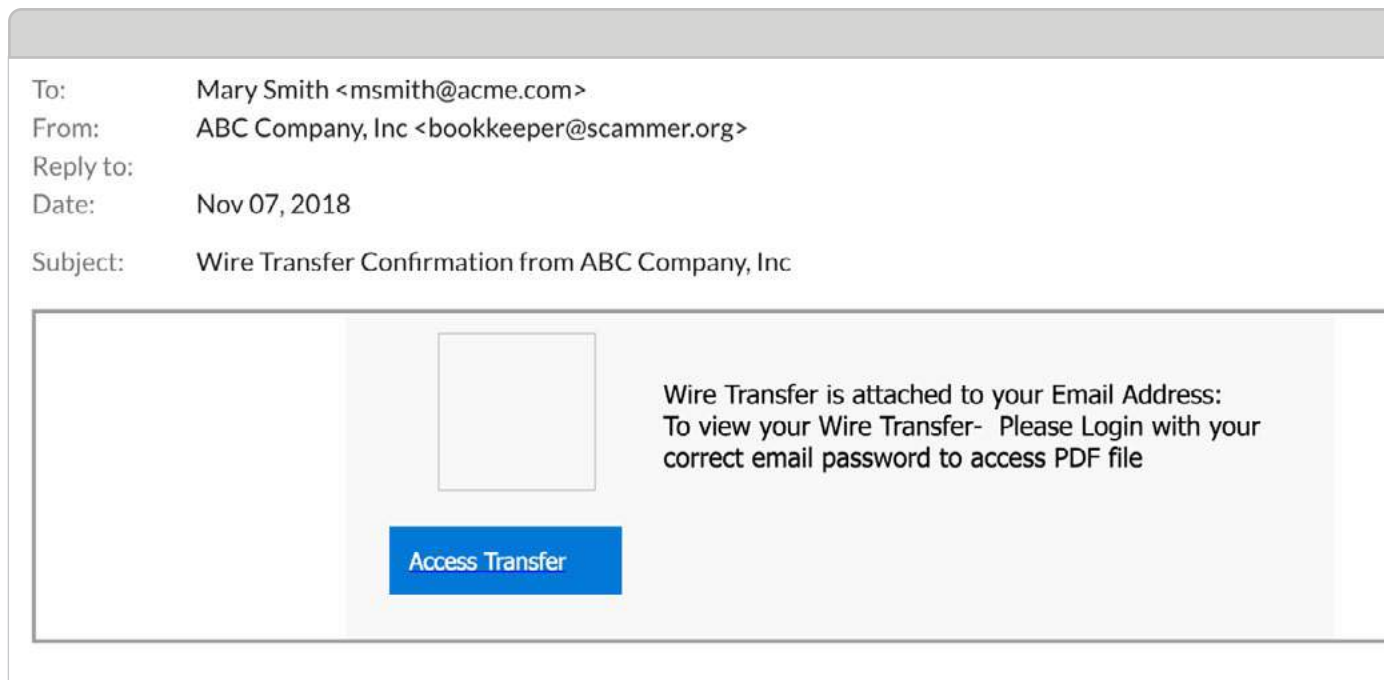 To: Mary Smith <msmith@acme.com>
From: ABC Company, Inc <bookkeeper@scammer.org>
Reply to:
Date: Nov 07, 2018
Subject: Wire Transfer Confirmation from ABC Company, Inc
Wire Transfer is attached to your Email Address:
To view your Wire Transfer-  Please Login with your
correct email password to access PDF file
Access Transfer